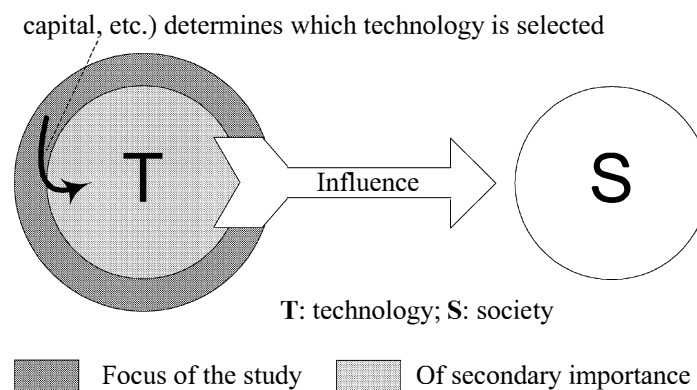 capital, etc.) determines which technology is selected
T
Influence
S
T: technology; S: society
Focus of the study
Of secondary importance